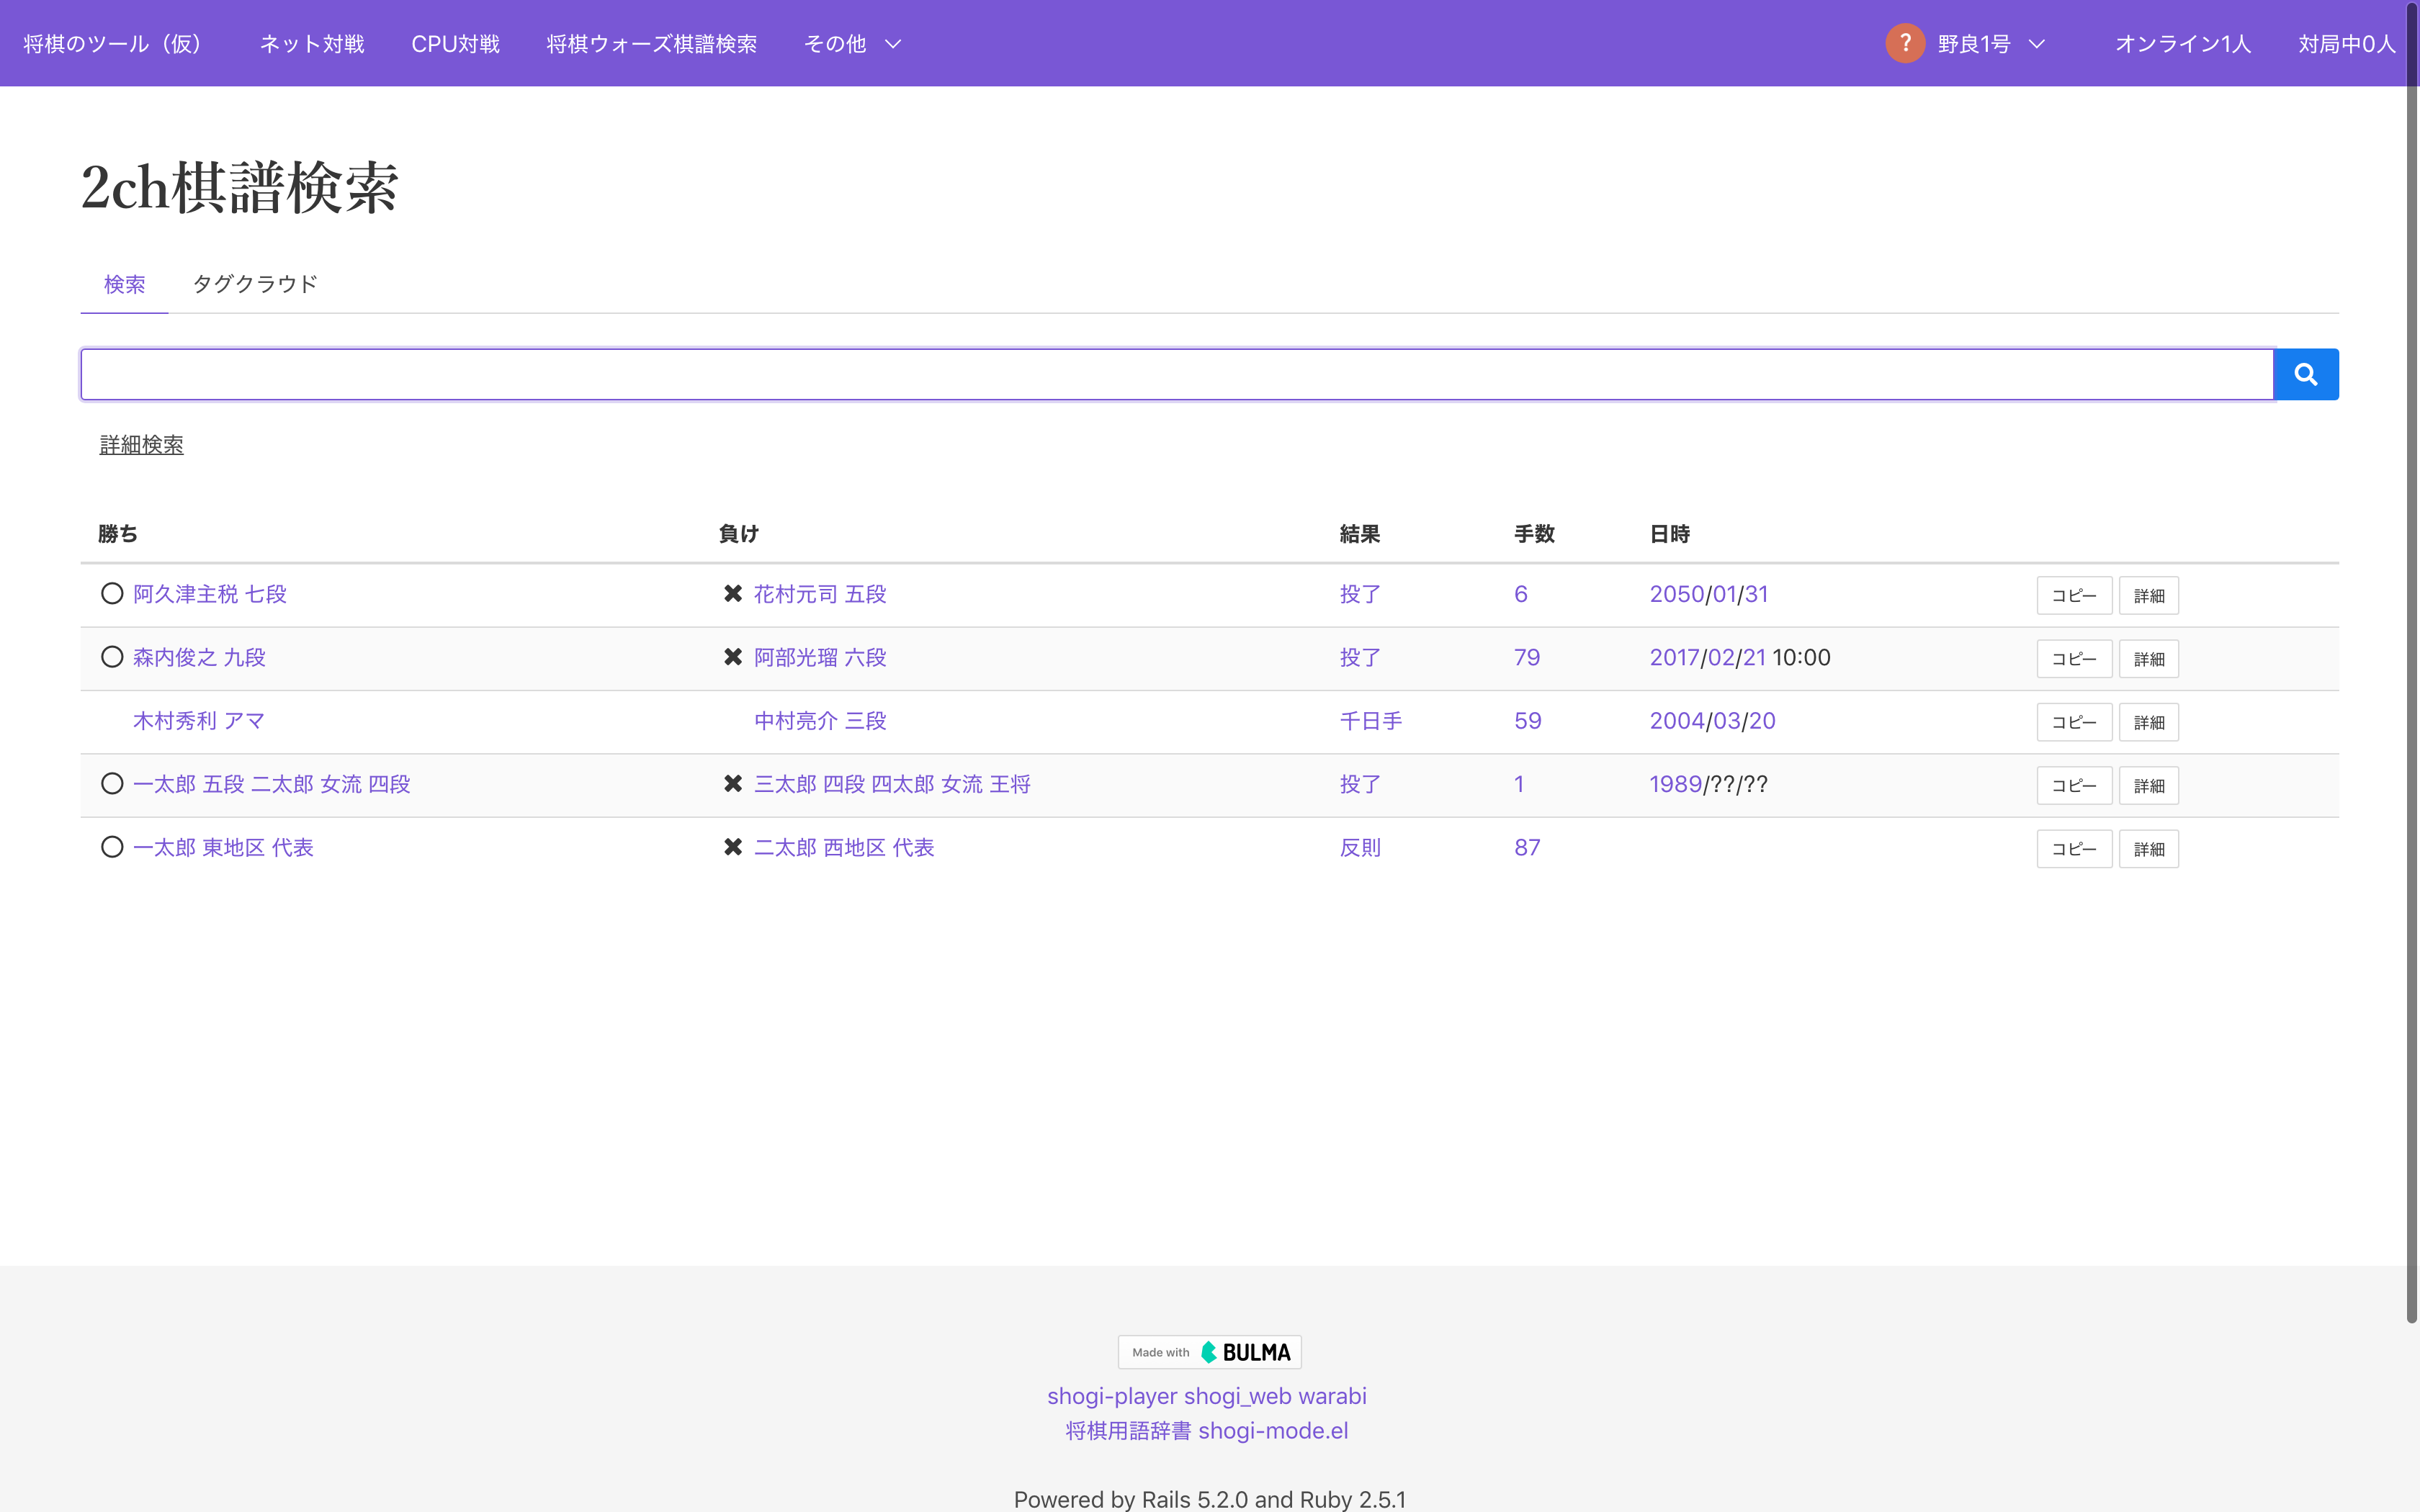 将棋のツール（仮） ネット対戦 CPU対戦 将棋ウォーズ棋譜検索 その他 ? 野良1号 オンライン1人 対局中0人
2ch棋譜検索
検索 タグクラウド
詳細検索
勝ち 負け 結果 手数 日時
阿久津主税 七段 花村元司 五段 投了 6 2050/01/31 コピー 詳細
森内俊之 九段 阿部光瑠 六段 投了 79 2017/02/21 10:00 コピー 詳細
木村秀利 アマ 中村亮介 三段 千日手 59 2004/03/20 コピー 詳細
一太郎 五段 二太郎 女流 四段 三太郎 四段 四太郎 女流 王将 投了 1 1989/??/?? コピー 詳細
一太郎 東地区 代表 二太郎 西地区 代表 反則 87 コピー 詳細
Made with BULMA
shogi-player shogi_web warabi
将棋用語辞書 shogi-mode.el
Powered by Rails 5.2.0 and Ruby 2.5.1